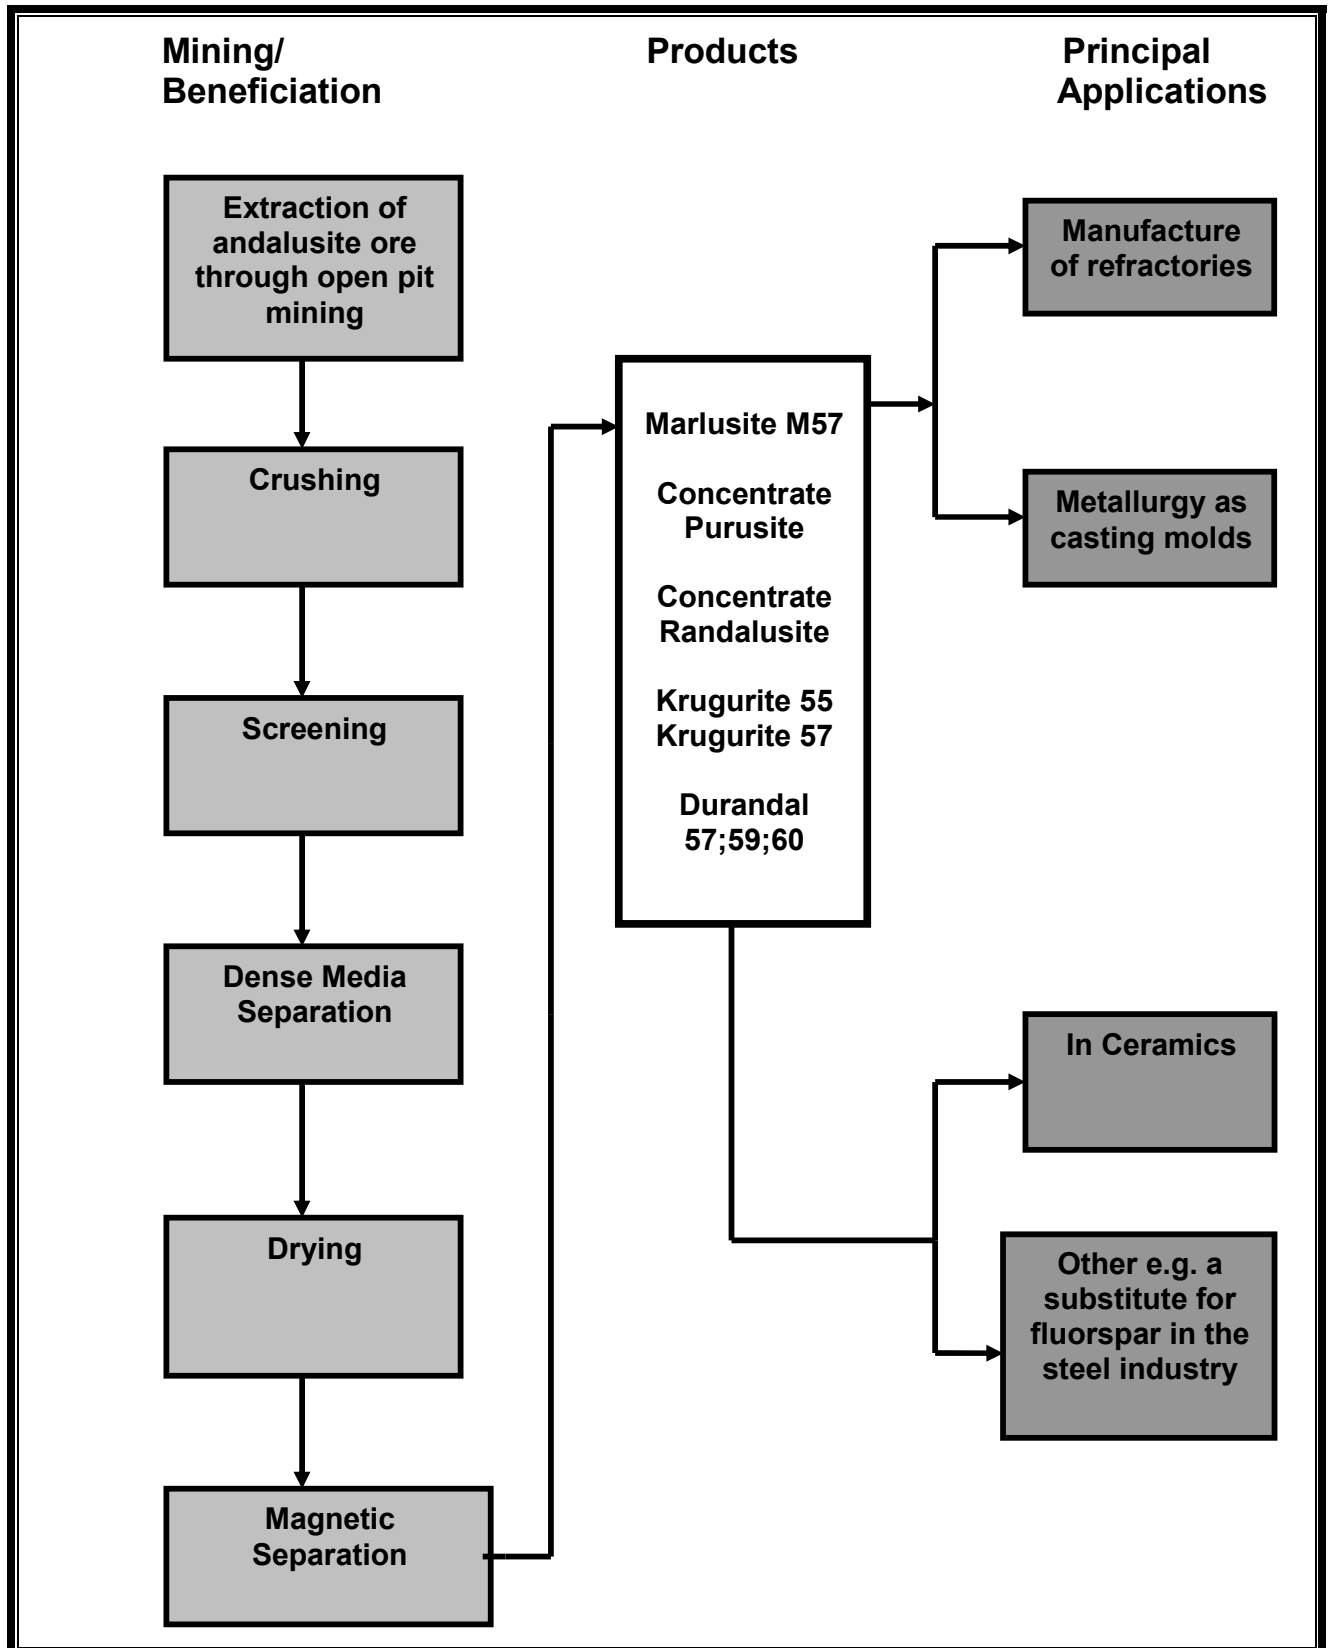 Mining/
Beneficiation
Products
Principal
Applications
Extraction of
andalusite ore
through open pit
mining
Crushing
Screening
Dense Media
Separation
Drying
Magnetic
Separation
Marlusite M57
Concentrate
Purusite
Concentrate
Randalusite
Krugurite 55
Krugurite 57
Durandal
57;59;60
Manufacture
of refractories
Metallurgy as
casting molds
In Ceramics
Other e.g. a
substitute for
fluorspar in the
steel industry